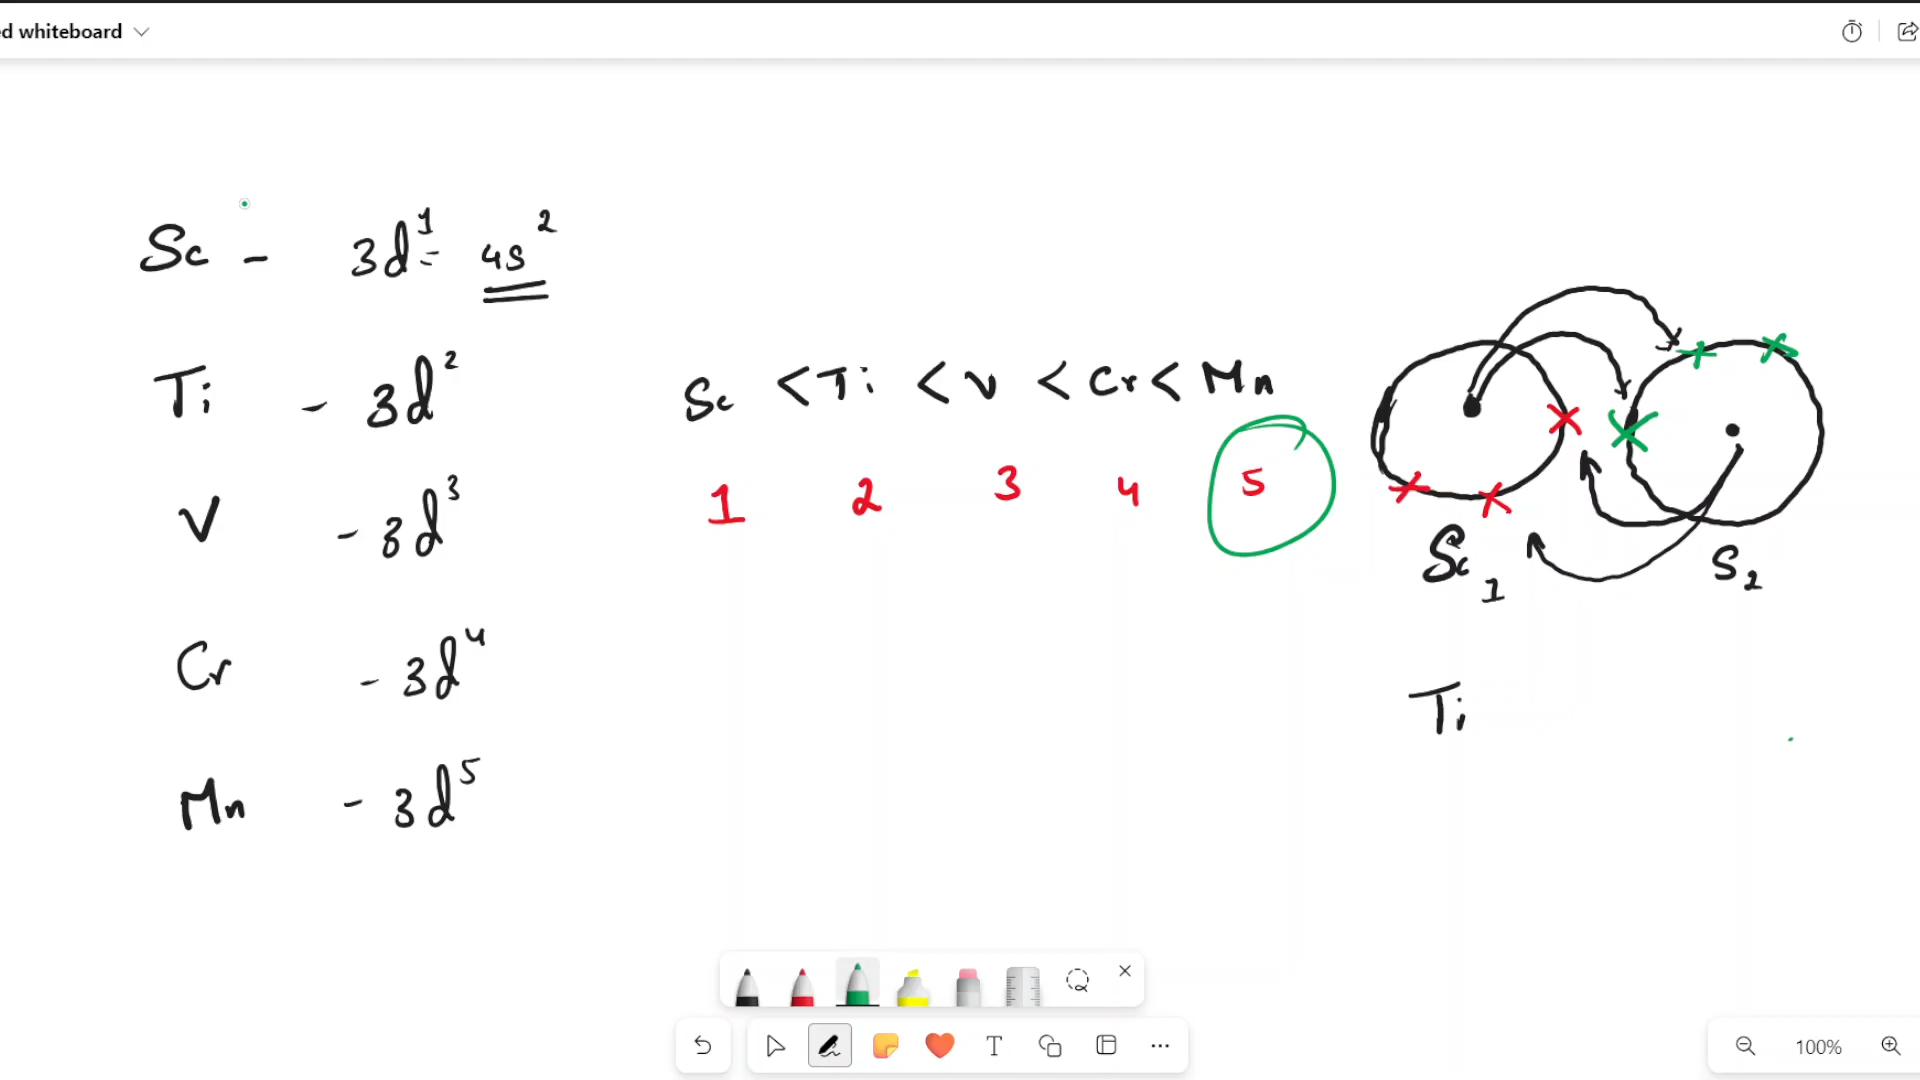 ed whiteboard
Sc - 3d¹ 4s²
Ti - 3d²
V - 3d³
Cr - 3d⁴
Mn - 3d⁵
Sc < Ti < V < Cr < Mn
1 2 3 4 5
Sc₁
S₂
Ti
T
100%